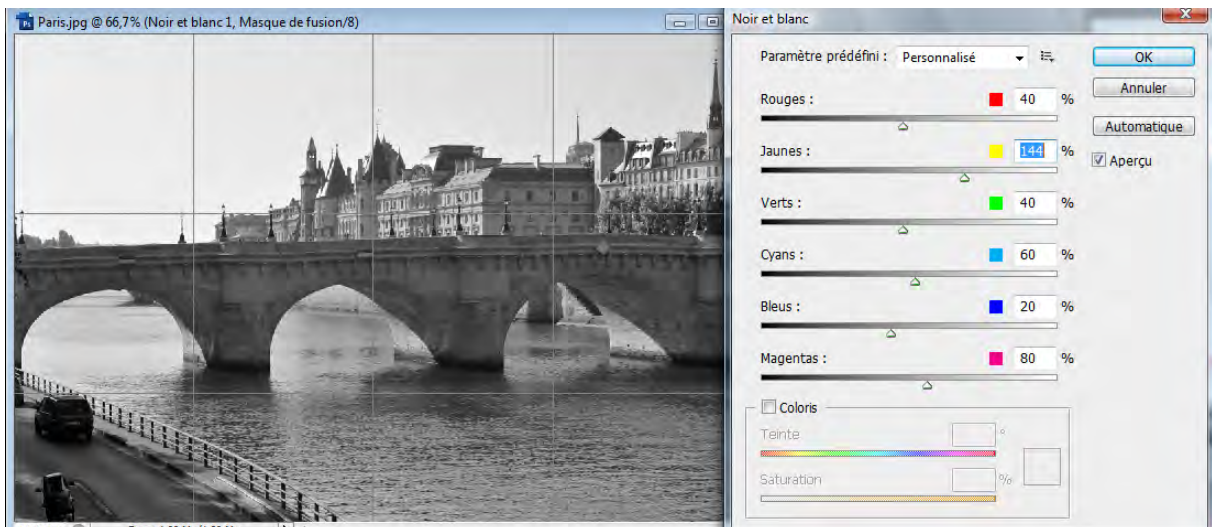 Paris.jpg @ 66,7% (Noir et blanc 1, Masque de fusion/8)
Noir et blanc
Paramètre prédéfini : Personnalisé
OK
Annuler
Automatique
Aperçu
Rouges : 40 %
Jaunes : 144 %
Verts : 40 %
Cyans : 60 %
Bleus : 20 %
Magentas : 80 %
Coloris
Teinte °
Saturation %